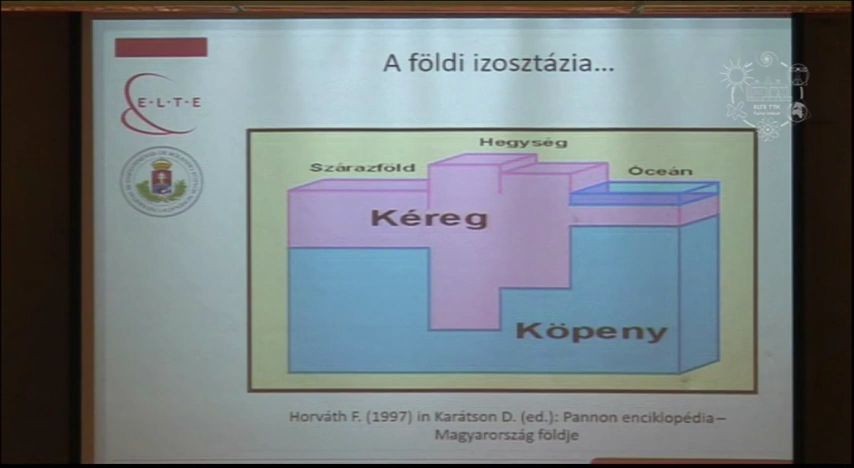 A földi izosztázia...
E·L·T·E
Hegység
Szárazföld
Óceán
Kéreg
Köpeny
Horváth F. (1997) in Karátson D. (ed.): Pannon enciklopédia–
Magyarország földje